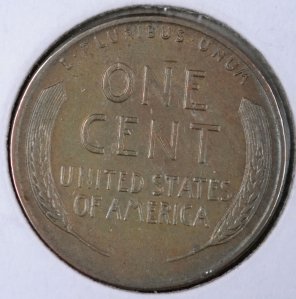 E·PLURIBUS·UNUM
ONE
CENT
UNITED STATES
OF AMERICA